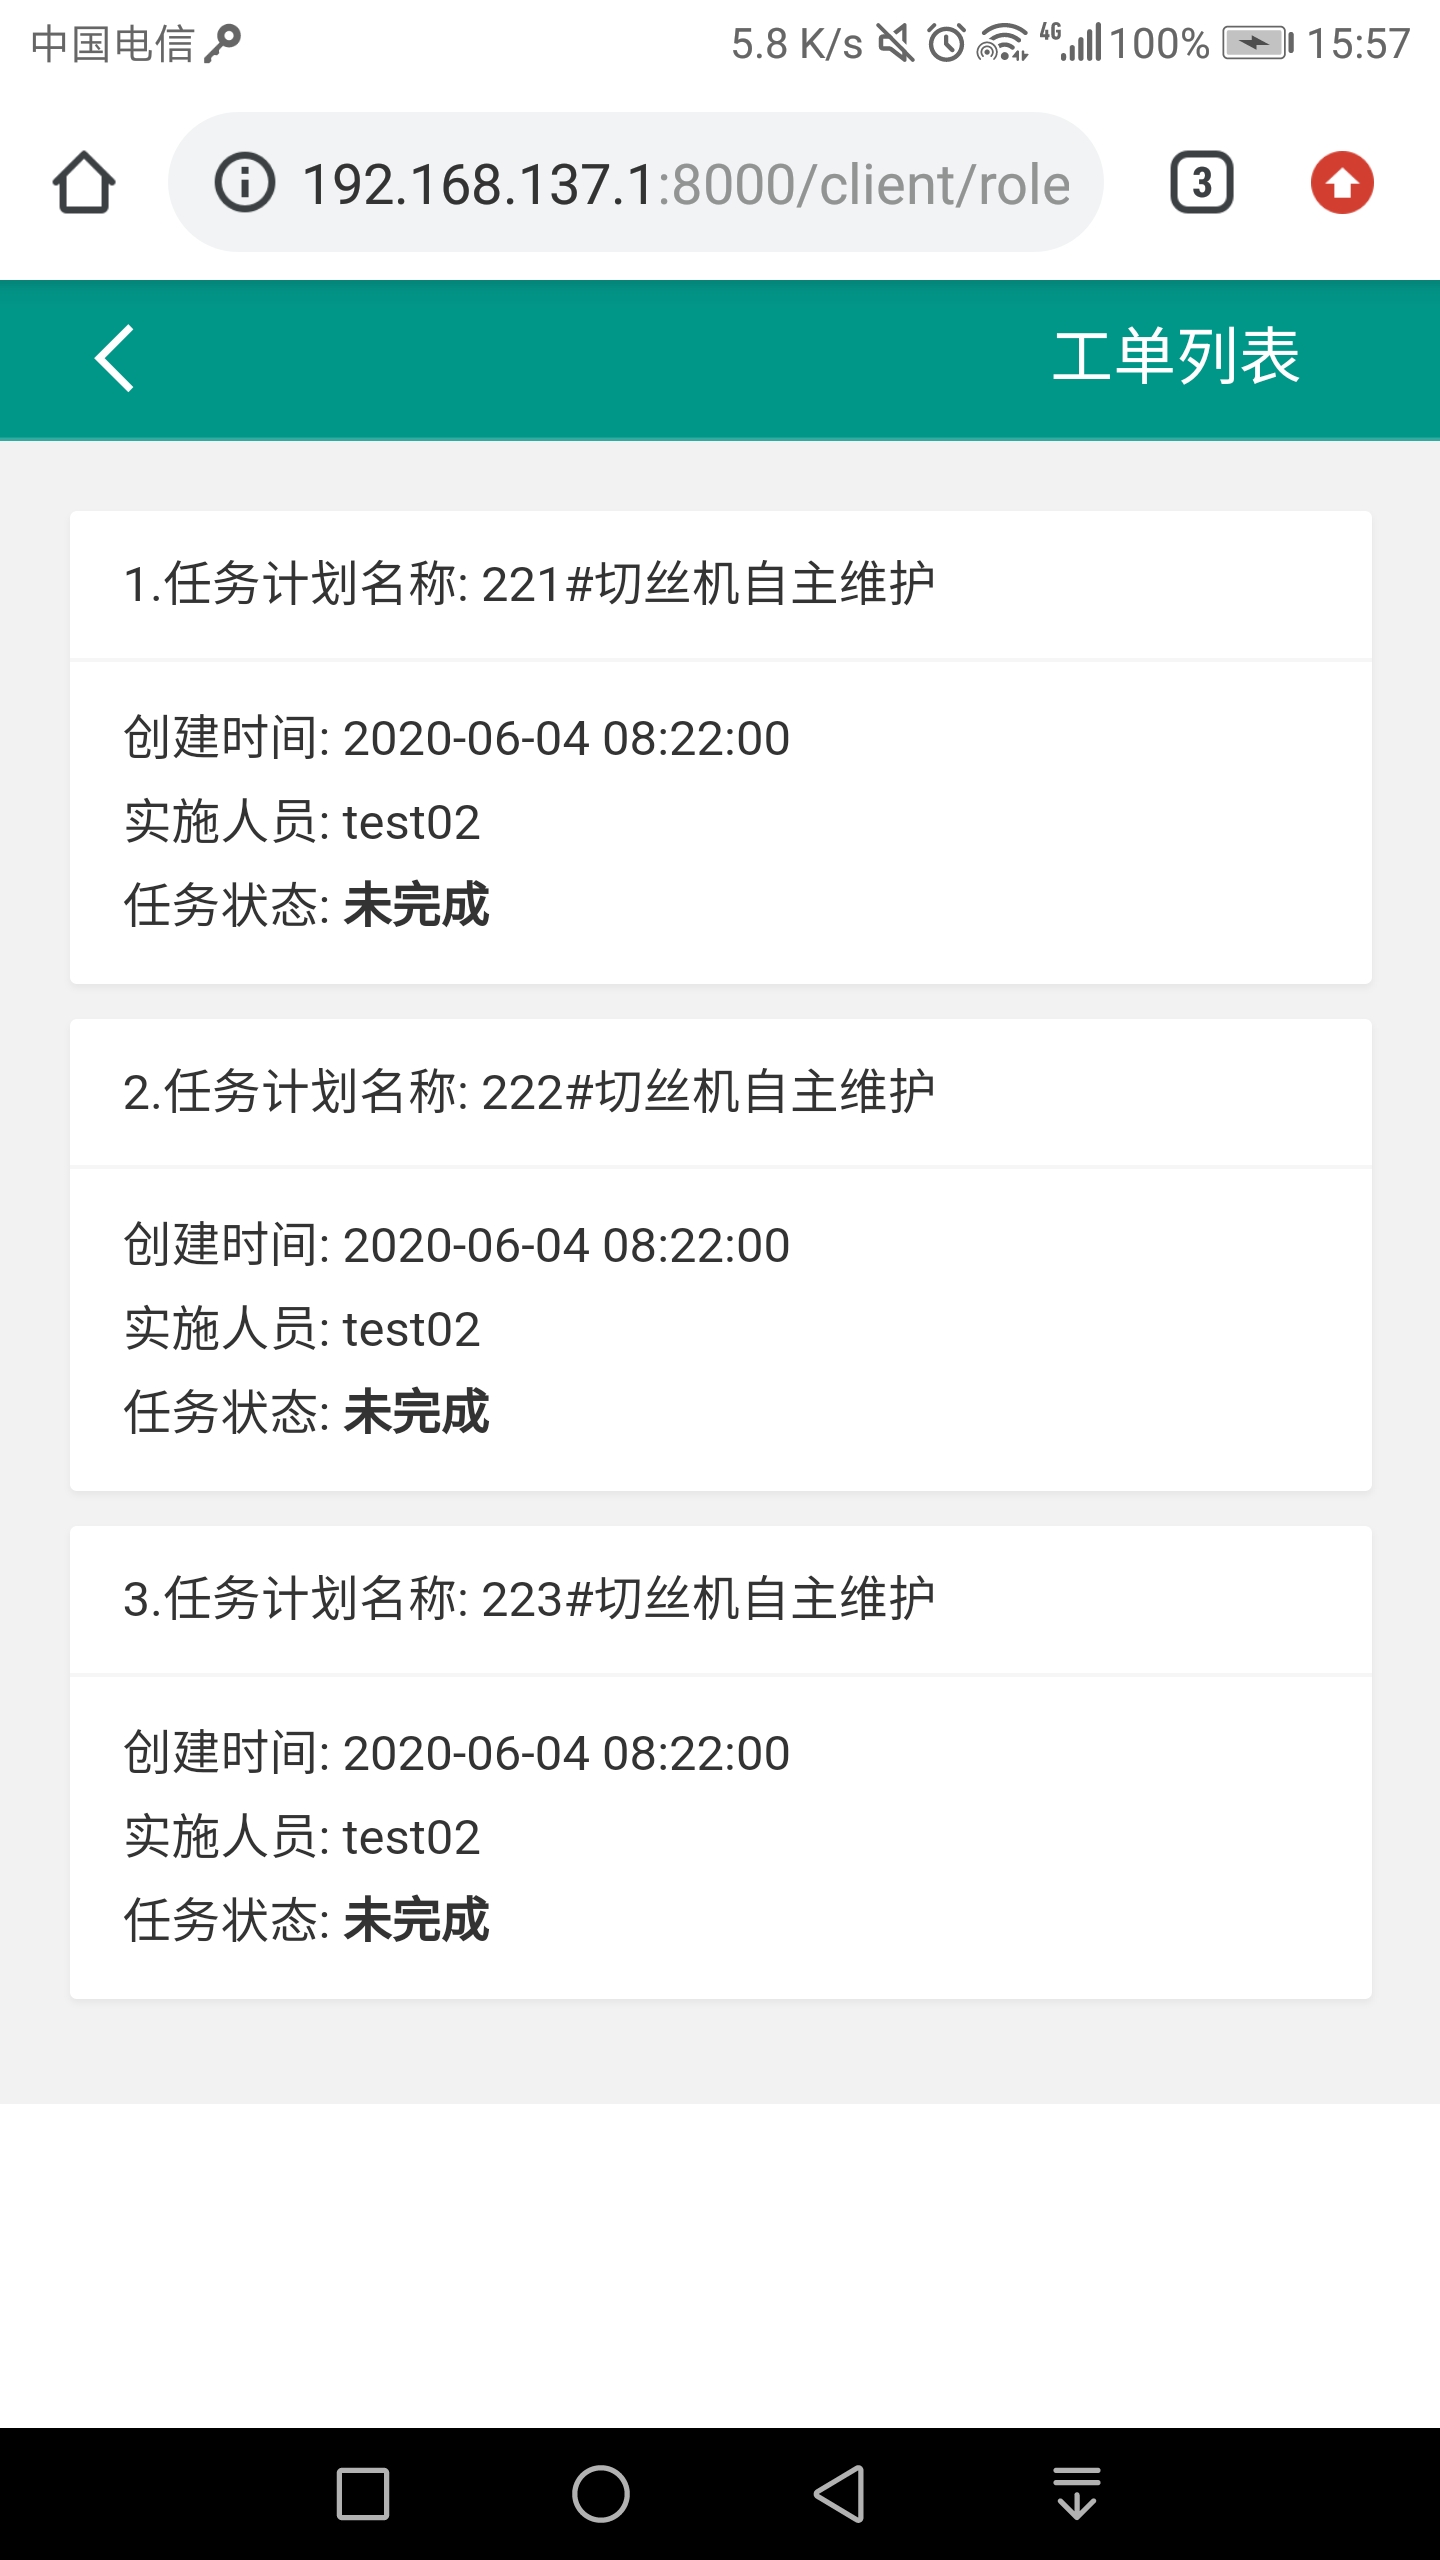 中国电信
5.8 K/s 4G 100% 15:57
192.168.137.1:8000/client/role
3
工单列表
1.任务计划名称: 221#切丝机自主维护
创建时间: 2020-06-04 08:22:00
实施人员: test02
任务状态: 未完成
2.任务计划名称: 222#切丝机自主维护
创建时间: 2020-06-04 08:22:00
实施人员: test02
任务状态: 未完成
3.任务计划名称: 223#切丝机自主维护
创建时间: 2020-06-04 08:22:00
实施人员: test02
任务状态: 未完成